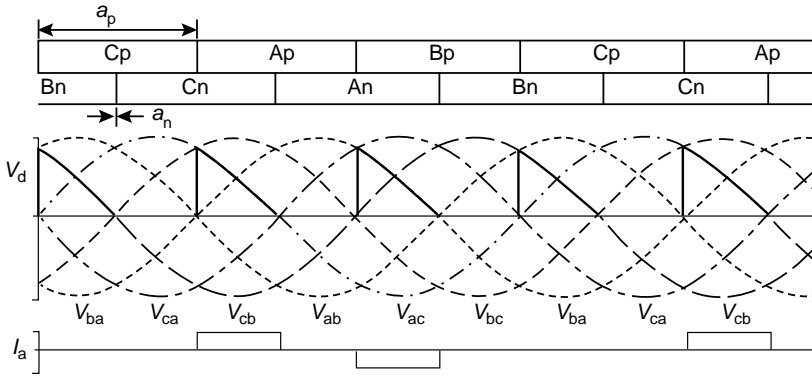 ap
Cp Ap Bp Cp Ap
Bn Cn An Bn Cn
an
Vd
Vba Vca Vcb Vab Vac Vbc Vba Vca Vcb
Ia